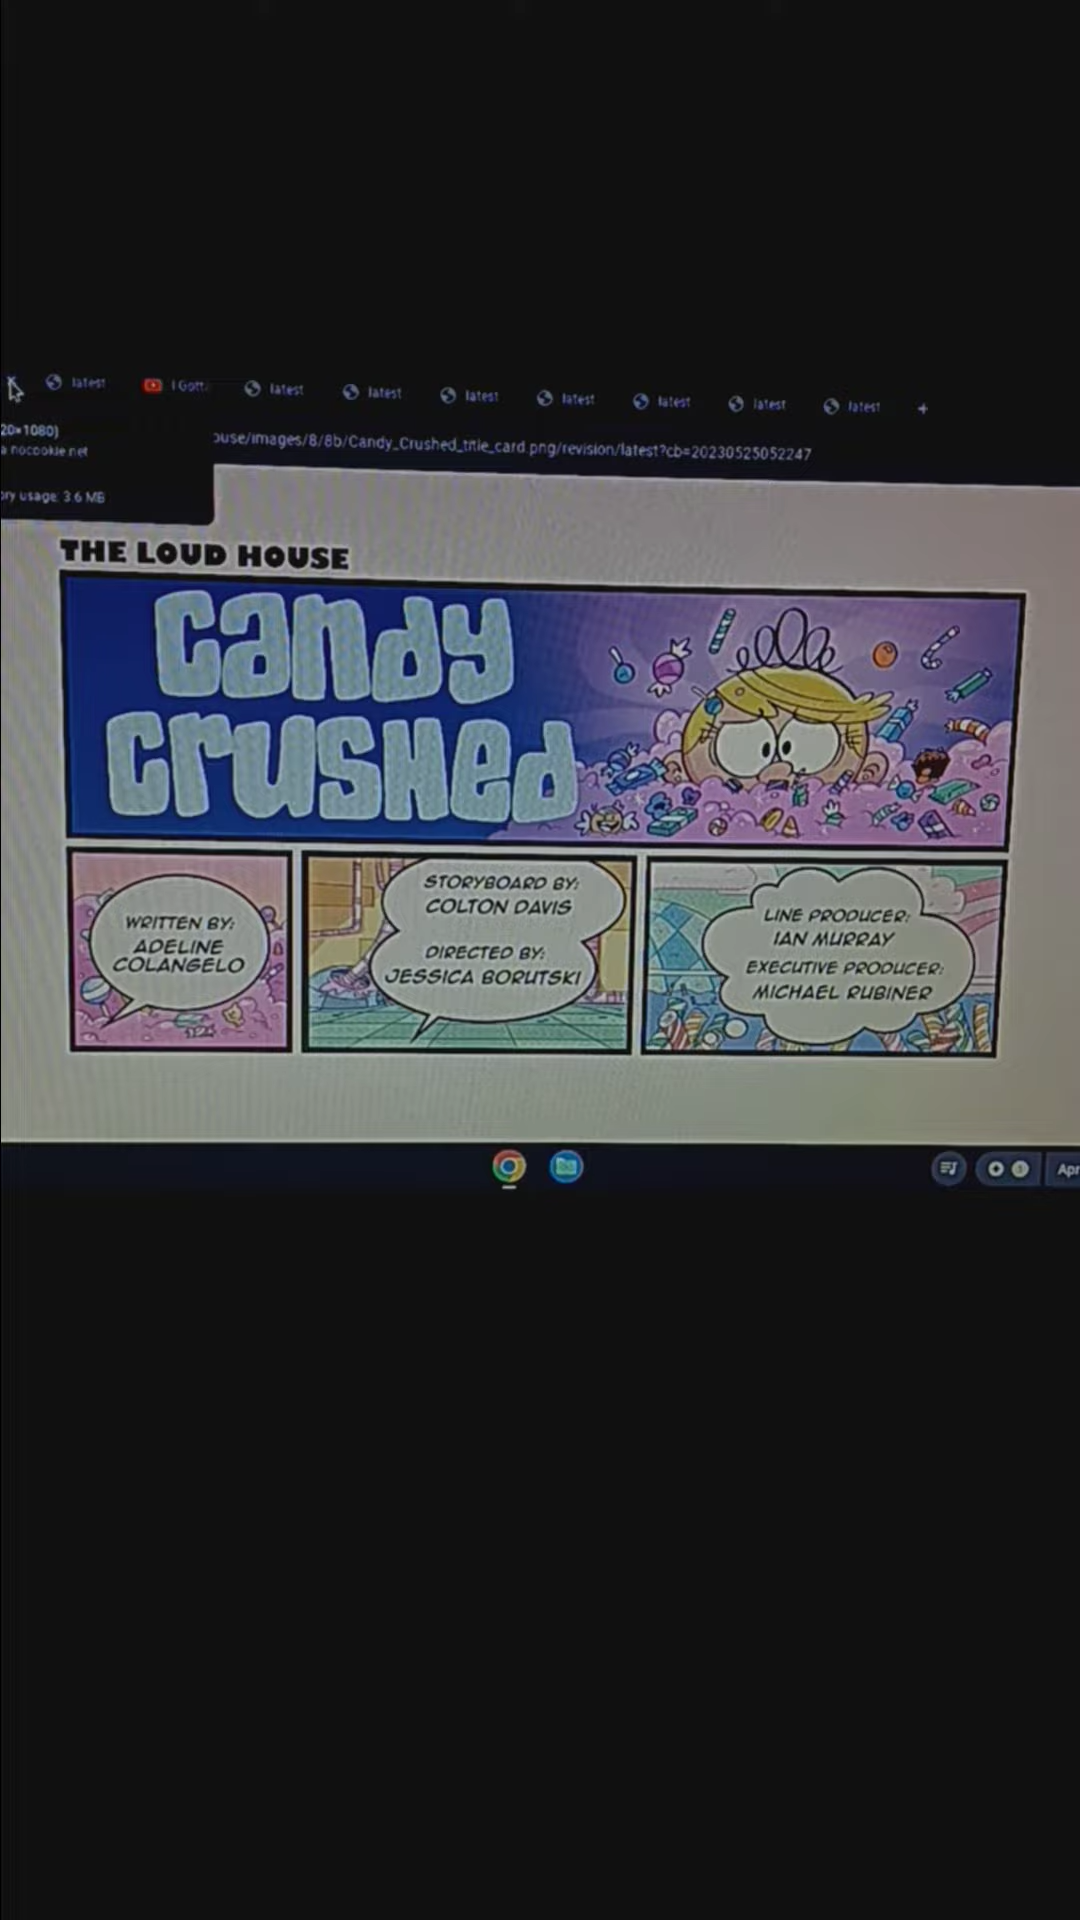 latest
I Gott
latest
latest
latest
latest
latest
latest
latest
+
20×1080)
a.nocookie.net
ory usage: 3.6 MB
ouse/images/8/8b/Candy_Crushed_title_card.png/revision/latest?cb=20230525052247
THE LOUD HOUSE
Candy
Crushed
WRITTEN BY:
ADELINE
COLANGELO
STORYBOARD BY:
COLTON DAVIS
DIRECTED BY:
JESSICA BORUTSKI
LINE PRODUCER:
IAN MURRAY
EXECUTIVE PRODUCER:
MICHAEL RUBINER
Apr